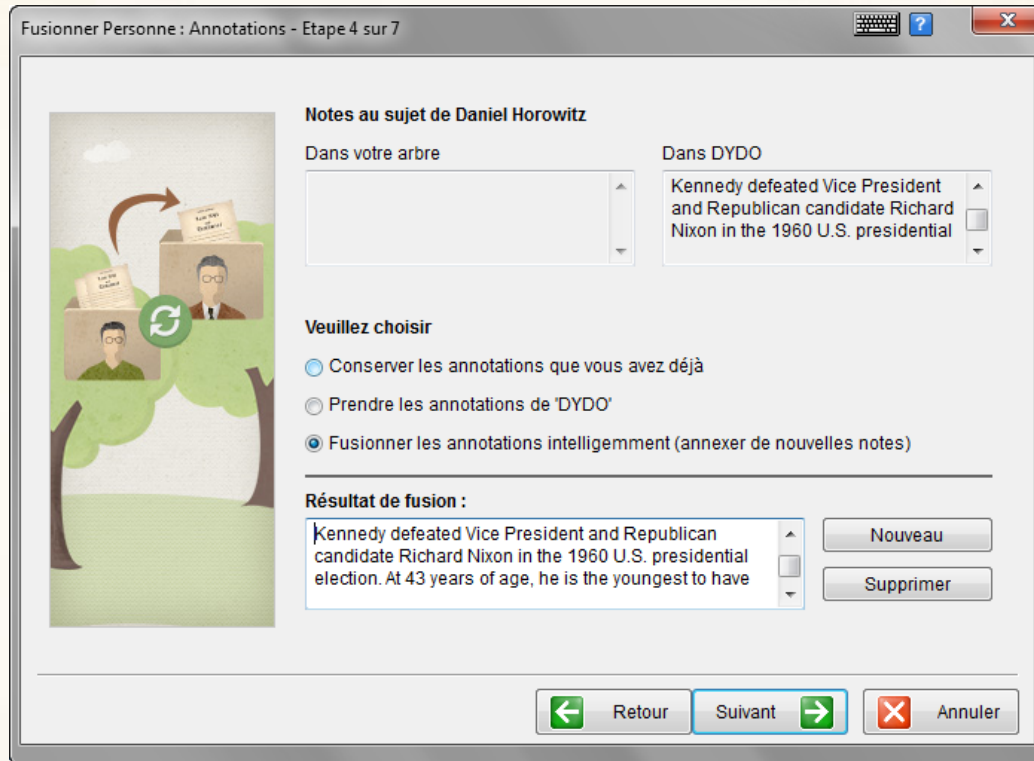 Fusionner Personne : Annotations - Etape 4 sur 7
?
Notes au sujet de Daniel Horowitz
Dans votre arbre
Dans DYDO
Kennedy defeated Vice President
and Republican candidate Richard
Nixon in the 1960 U.S. presidential
Veuillez choisir
Conserver les annotations que vous avez déjà
Prendre les annotations de 'DYDO'
Fusionner les annotations intelligemment (annexer de nouvelles notes)
Résultat de fusion :
Kennedy defeated Vice President and Republican
candidate Richard Nixon in the 1960 U.S. presidential
election. At 43 years of age, he is the youngest to have
Nouveau
Supprimer
Retour
Suivant
Annuler